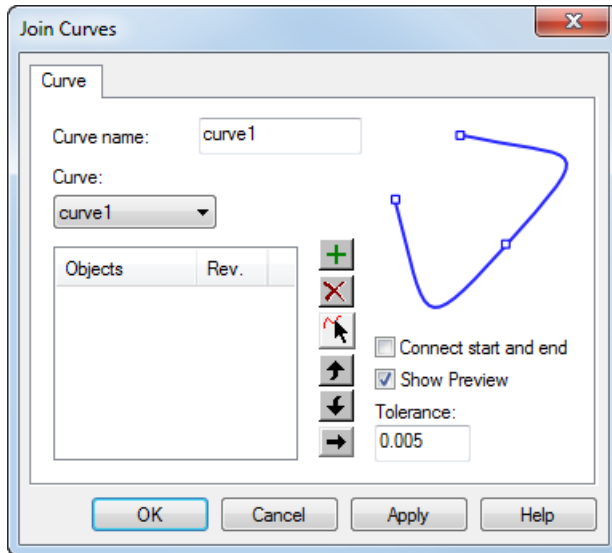 Join Curves
Curve
Curve name: curve1
Curve:
curve1
Objects Rev.
Connect start and end
Show Preview
Tolerance:
0.005
OK Cancel Apply Help